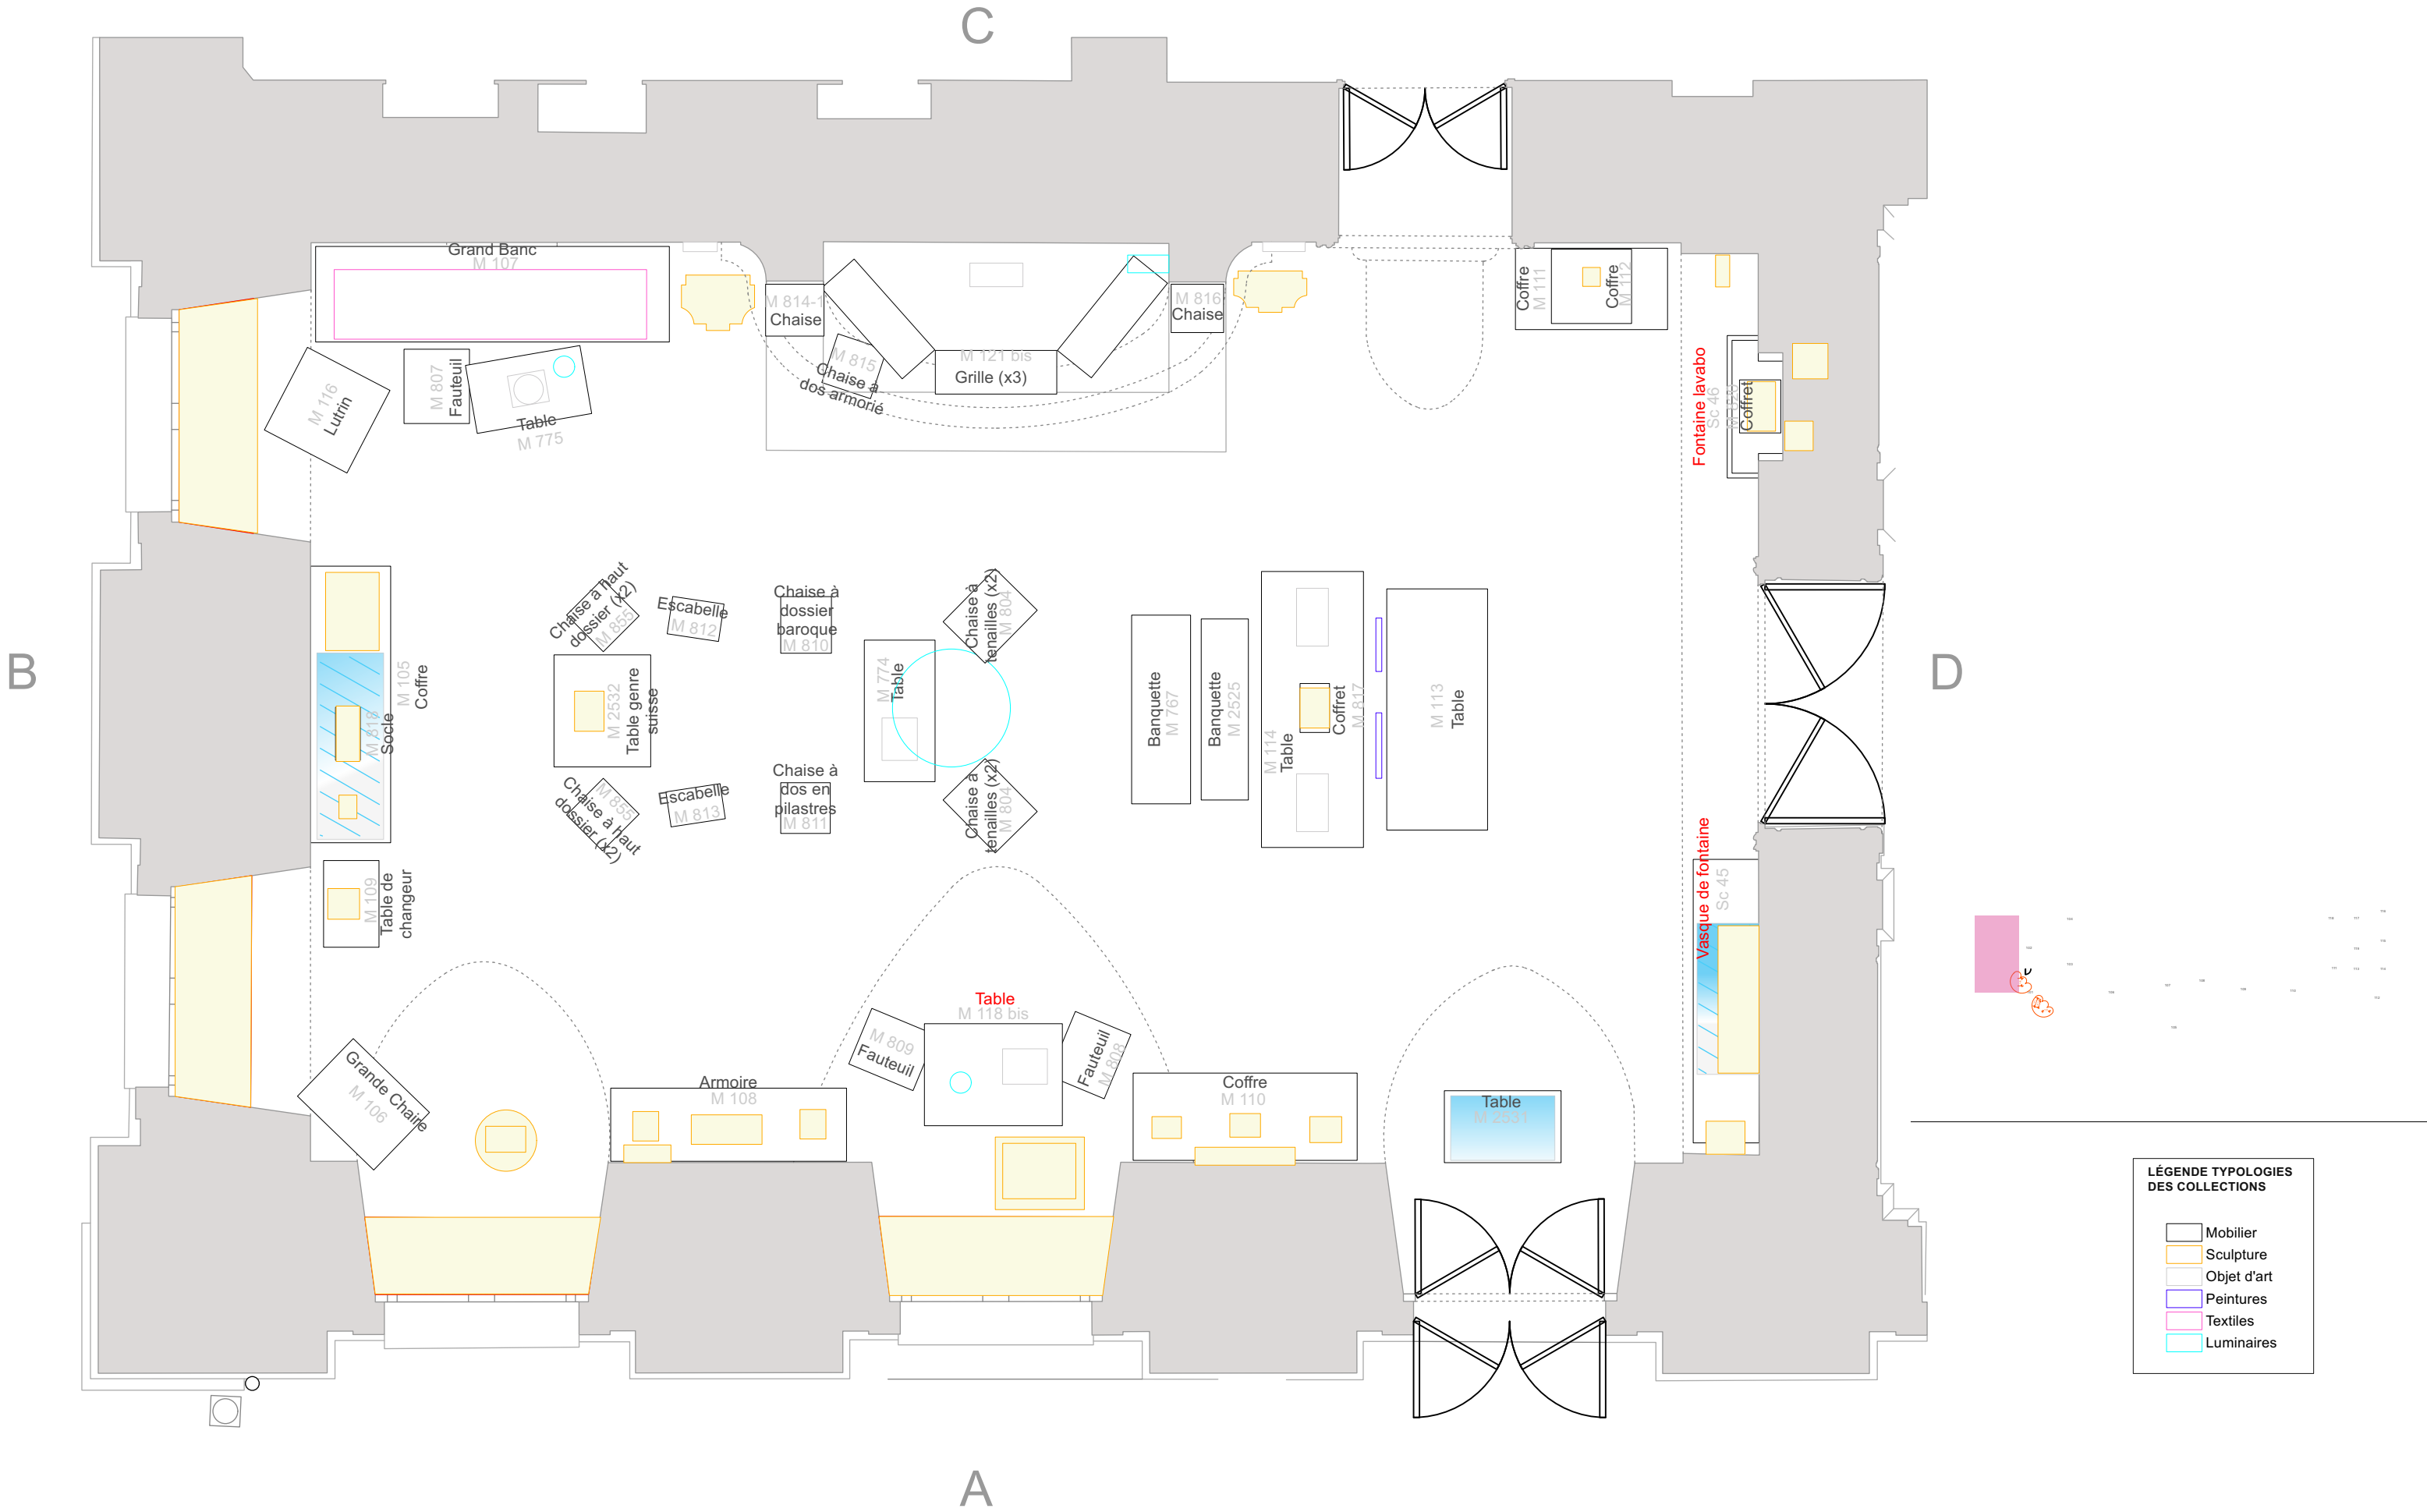 C
Grand Banc
M 107
M 814-1
Chaise
M 816
Chaise
Coffre
M 111
Coffre
M 112
M 121 bis
Grille (x3)
M 815
Chaise à
dos armorié
M 116
Lutrin
M 807
Fauteuil
Table
M 775
Fontaine lavabo
Sc 46
Coffret
Chaise à haut
dossier (x2)
M 855
Escabelle
M 812
Chaise à
dossier
baroque
M 810
Chaise à
tenailles (x2)
M 804
B
M 105
Coffre
M 818
Socle
M 2532
Table genre
suisse
M 774
Table
Banquette
M 767
Banquette
M 2525
M 114
Table
Coffret
M 817
M 113
Table
D
Chaise à haut
dossier (x2)
M 855
Escabelle
M 813
Chaise à
dos en
pilastres
M 811
Chaise à
tenailles (x2)
M 804
M 109
Table de
changeur
Vasque de fontaine
Sc 45
Grande Chaire
M 106
Armoire
M 108
Table
M 118 bis
M 809
Fauteuil
Fauteuil
M 808
Coffre
M 110
Table
M 2531
LÉGENDE TYPOLOGIES
DES COLLECTIONS
Mobilier
Sculpture
Objet d'art
Peintures
Textiles
Luminaires
A